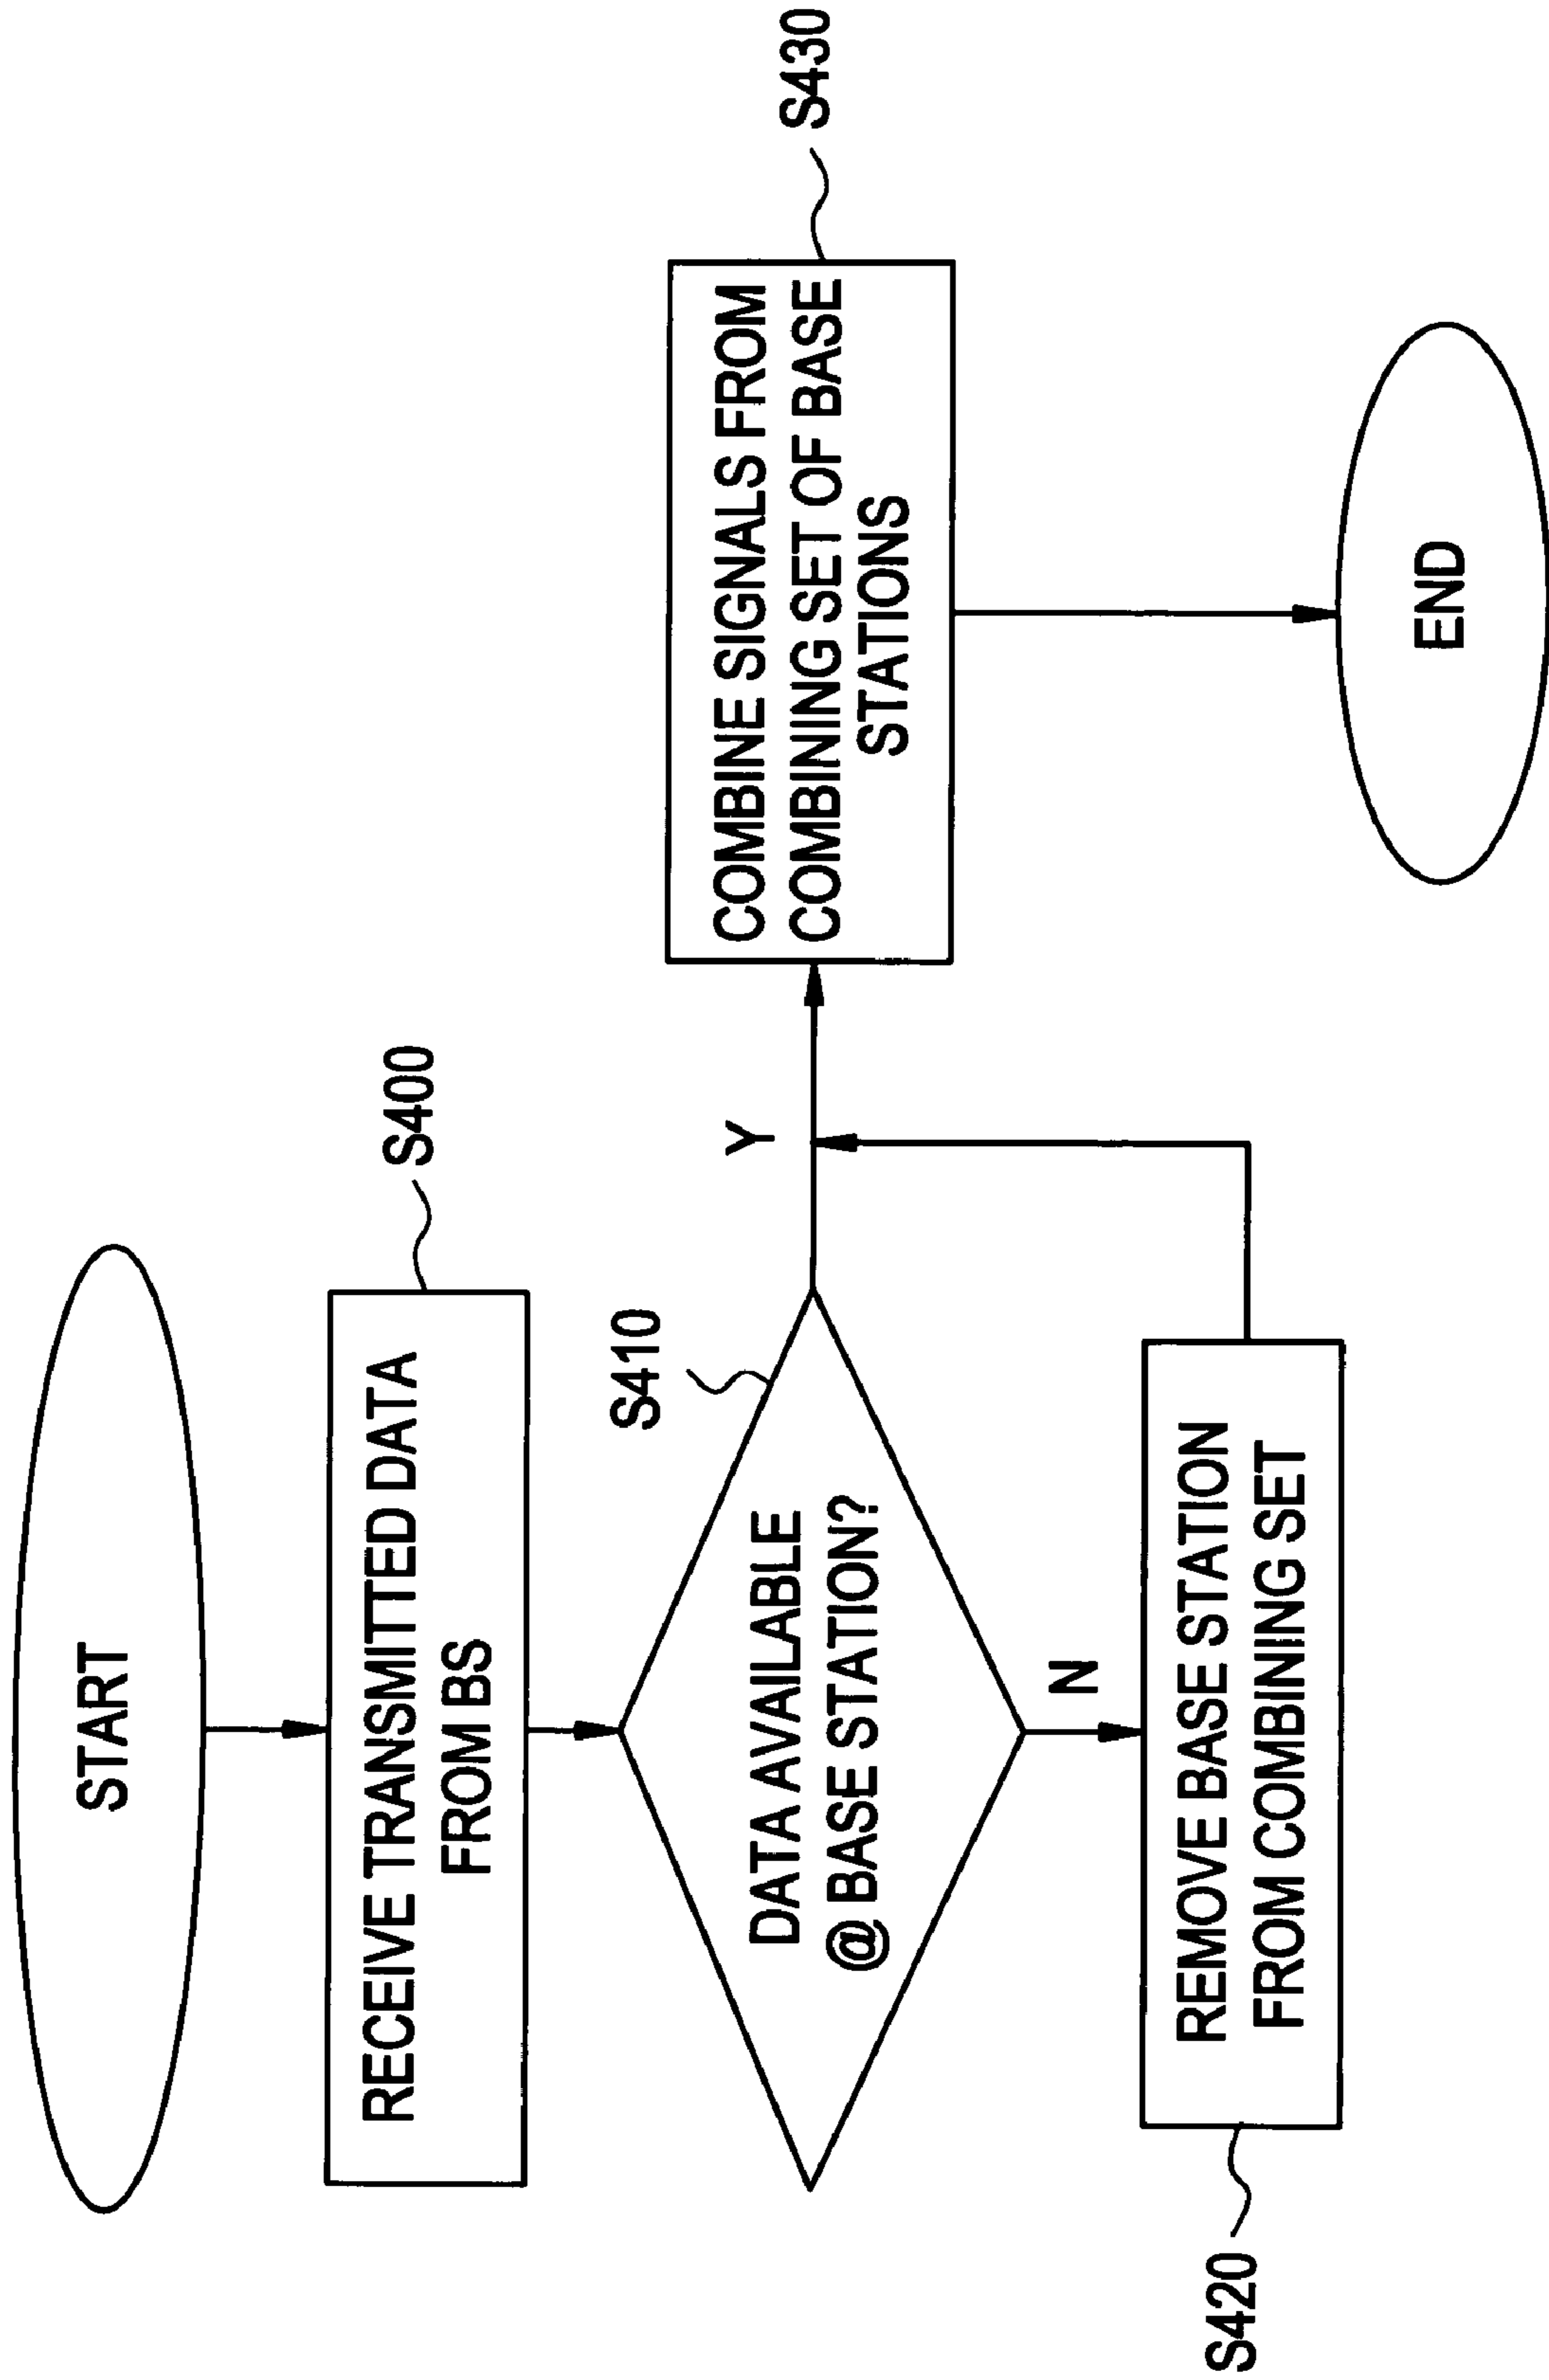 START
RECEIVE TRANSMITTED DATA
FROM BS
S400
DATA AVAILABLE
@ BASE STATION?
S410
Y
N
REMOVE BASE STATION
FROM COMBINING SET
S420
COMBINE SIGNALS FROM
COMBINING SET OF BASE
STATIONS
S430
END